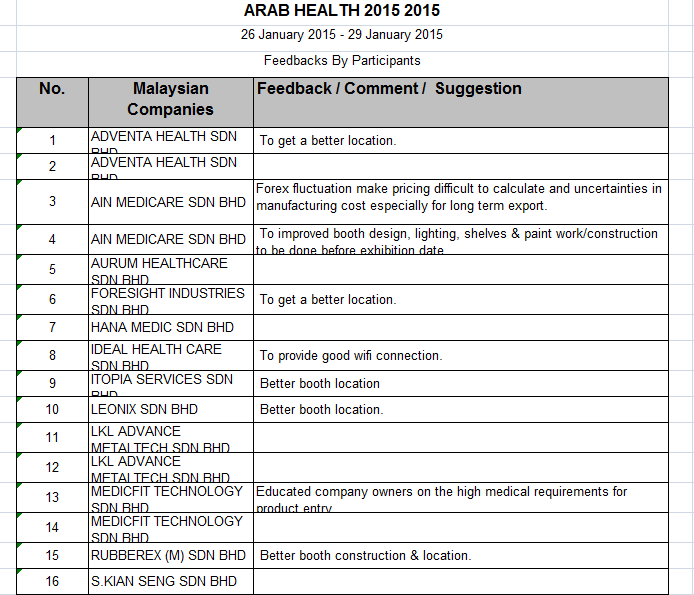 ARAB HEALTH 2015 2015
26 January 2015 - 29 January 2015
Feedbacks By Participants
No. Malaysian Companies Feedback / Comment / Suggestion
1 ADVENTA HEALTH SDN BHD To get a better location.
2 ADVENTA HEALTH SDN BHD
3 AIN MEDICARE SDN BHD Forex fluctuation make pricing difficult to calculate and uncertainties in
manufacturing cost especially for long term export.
4 AIN MEDICARE SDN BHD To improved booth design, lighting, shelves & paint work/construction
to be done before exhibition date
5 AURUM HEALTHCARE
SDN BHD
6 FORESIGHT INDUSTRIES
SDN BHD To get a better location.
7 HANA MEDIC SDN BHD
8 IDEAL HEALTH CARE
SDN BHD To provide good wifi connection.
9 ITOPIA SERVICES SDN
BHD Better booth location
10 LEONIX SDN BHD Better booth location.
11 LKL ADVANCE
METALTECH SDN BHD
12 LKL ADVANCE
METALTECH SDN BHD
13 MEDICFIT TECHNOLOGY
SDN BHD Educated company owners on the high medical requirements for
product entry
14 MEDICFIT TECHNOLOGY
SDN BHD
15 RUBBEREX (M) SDN BHD Better booth construction & location.
16 S.KIAN SENG SDN BHD